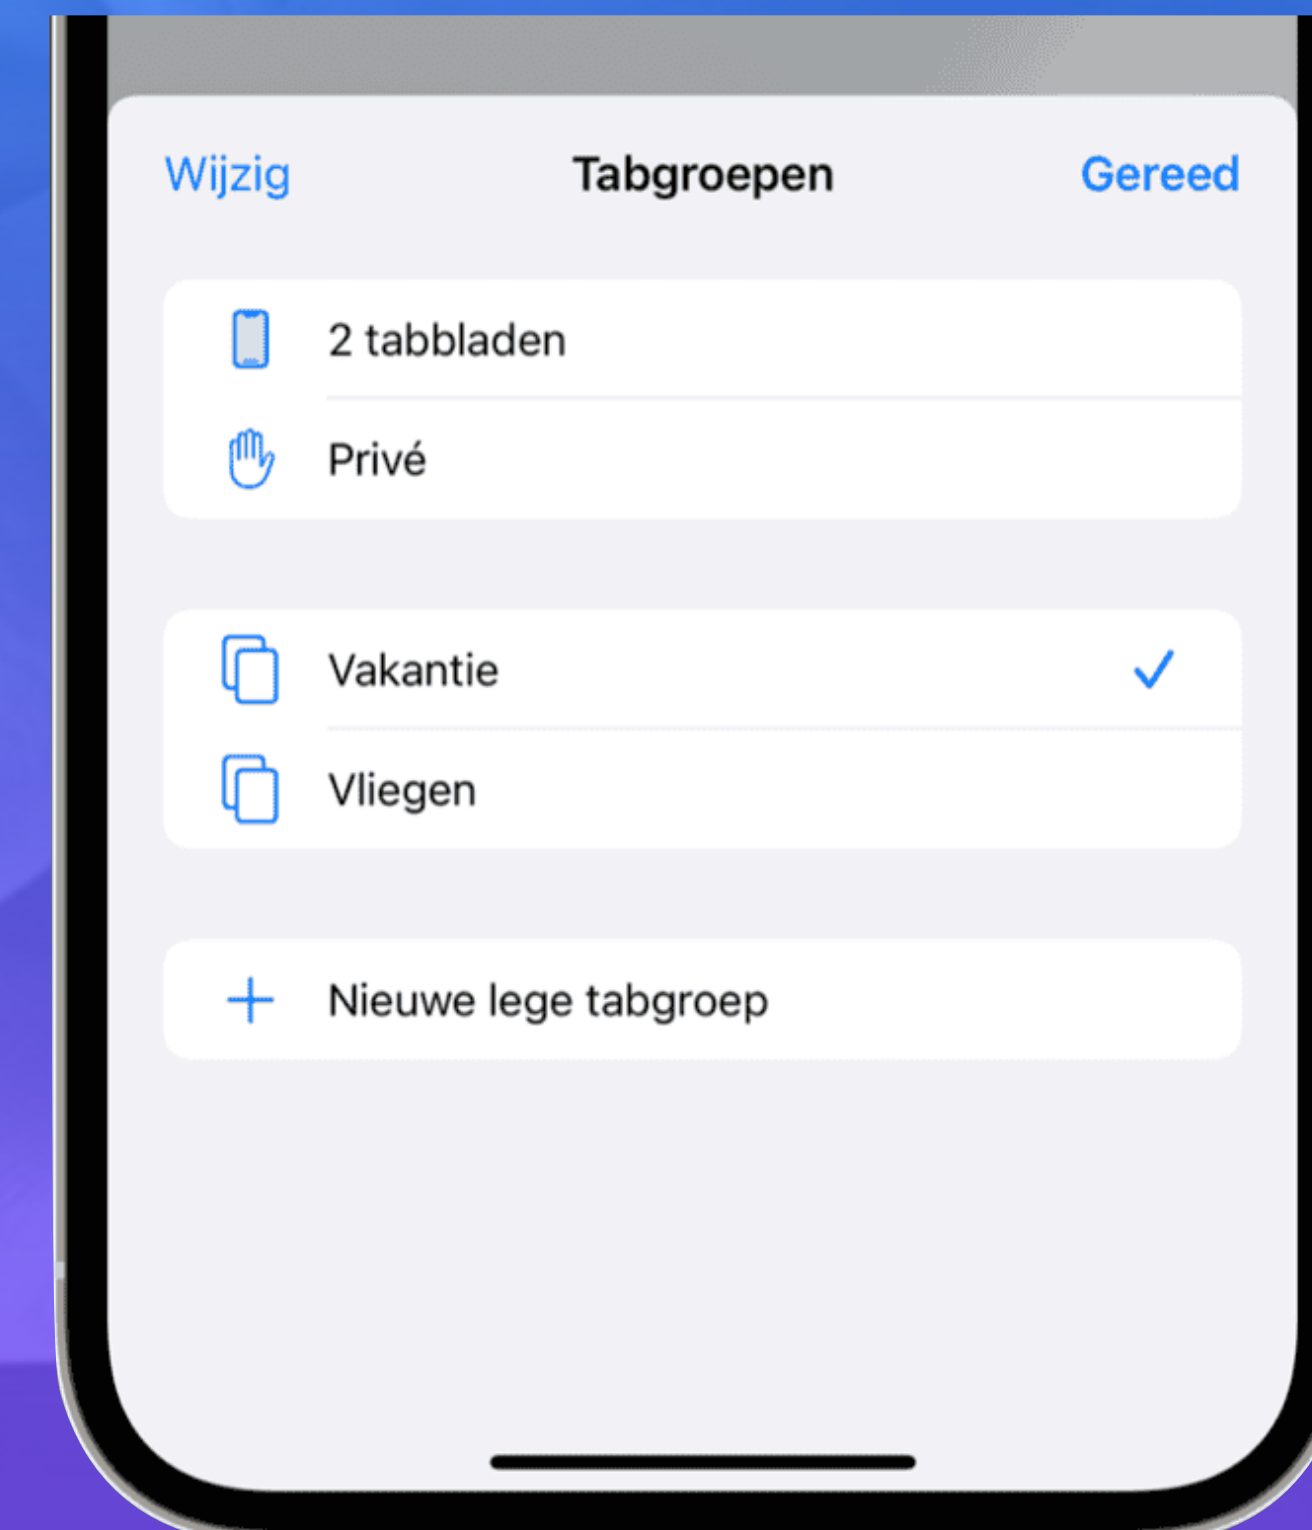 Wijzig Tabgroepen Gereed
2 tabbladen
Privé
Vakantie
Vliegen
Nieuwe lege tabgroep